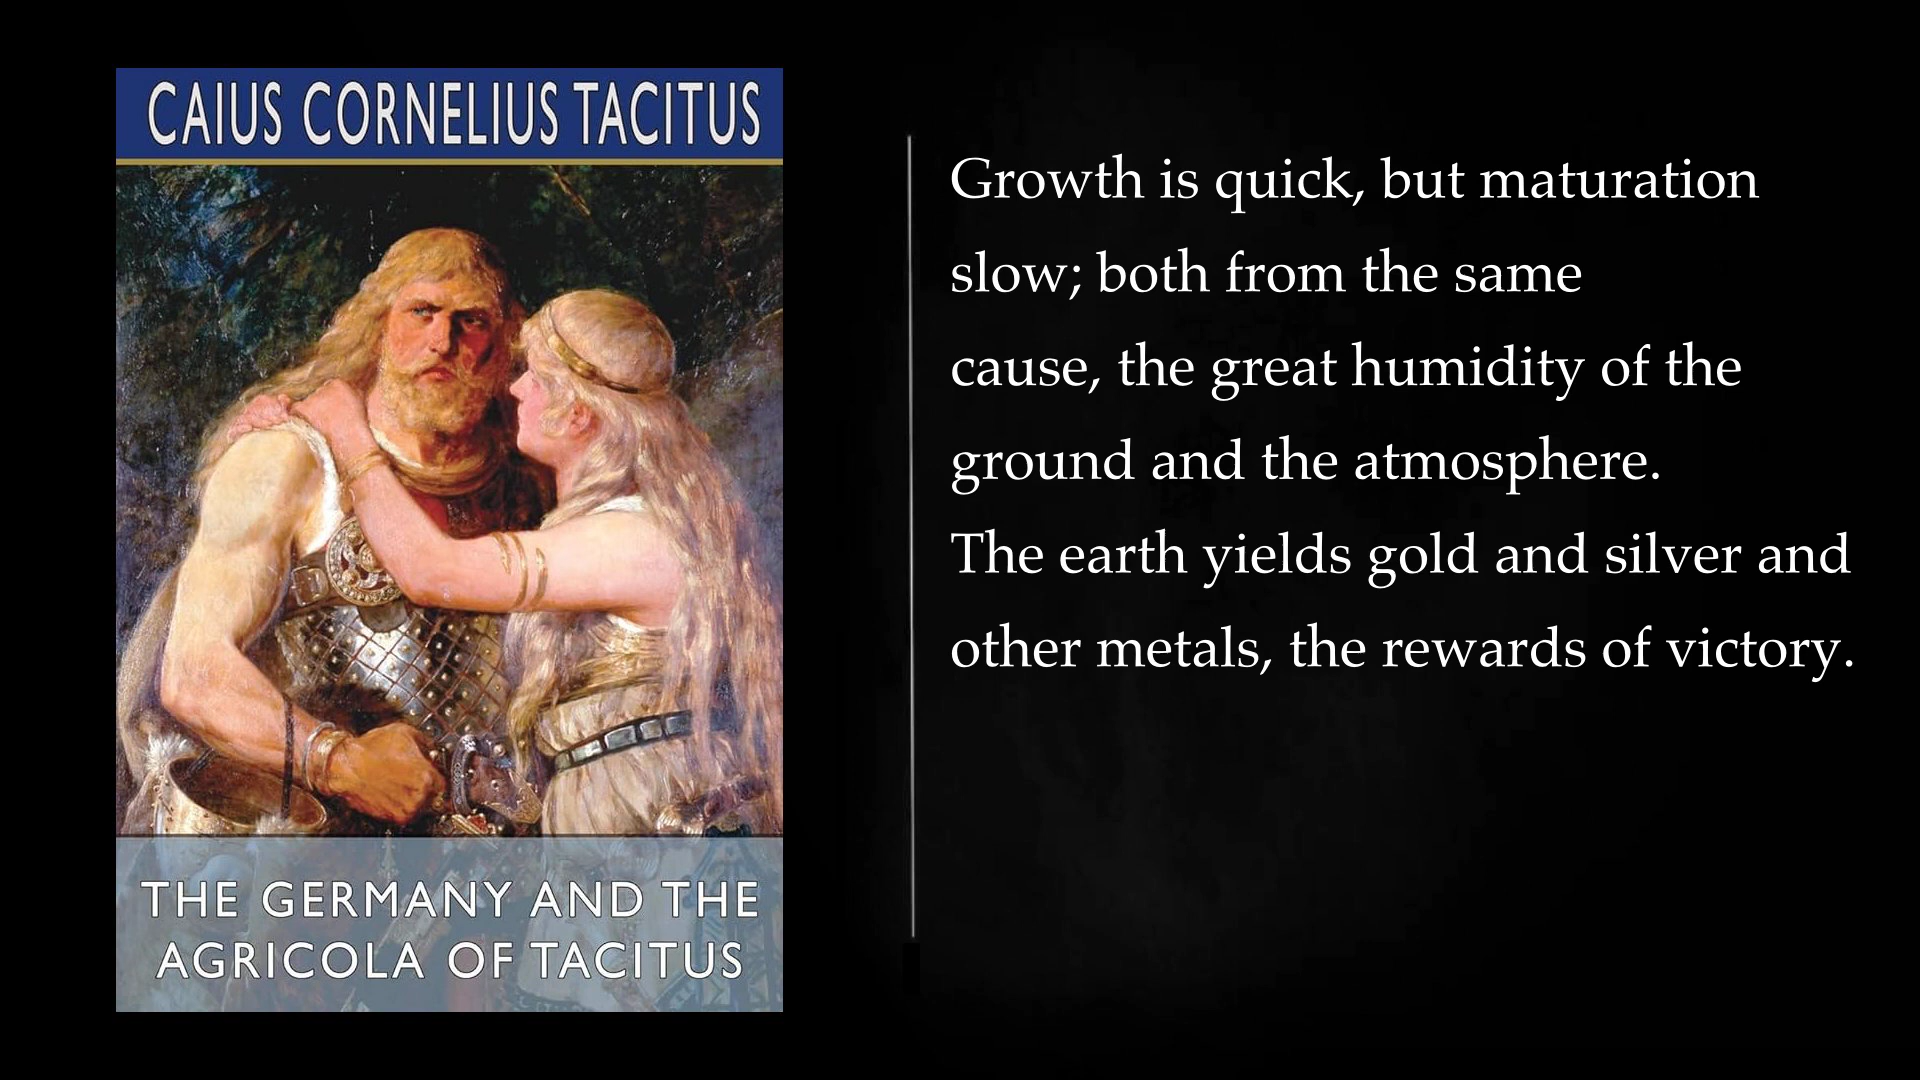 CAIUS CORNELIUS TACITUS
THE GERMANY AND THE
AGRICOLA OF TACITUS
Growth is quick, but maturation
slow; both from the same
cause, the great humidity of the
ground and the atmosphere.
The earth yields gold and silver and
other metals, the rewards of victory.